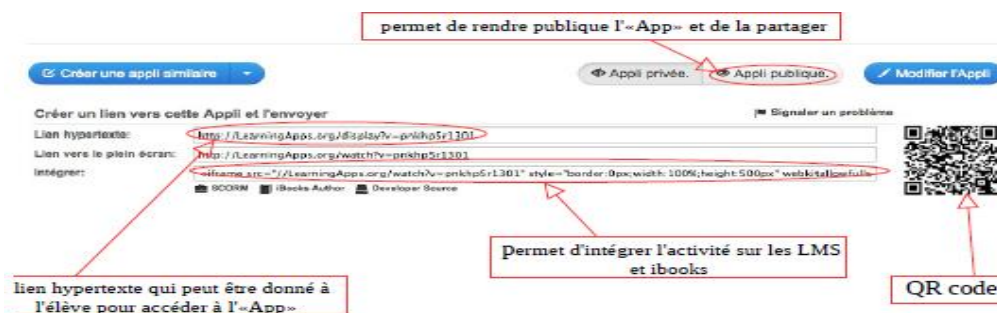 permet de rendre publique l'«App» et de la partager
Créer une appli similaire
Appli privée.
Appli publique.
Modifier l'Appli
Créer un lien vers cette Appli et l'envoyer
Signaler un problème
Lien hypertexte:
http://LearningApps.org/display?v=pnkhp5r1301
Lien vers le plein écran:
http://LearningApps.org/watch?v=pnkhp5r1301
Intégrer:
<iframe src="//LearningApps.org/watch?v=pnkhp5r1301" style="border:0px;width:100%;height:500px" webkitallowfulls
SCORM
iBooks Author
Developer Source
Permet d'intégrer l'activité sur les LMS
et ibooks
QR code
lien hypertexte qui peut être donné à
l'élève pour accéder à l'«App»